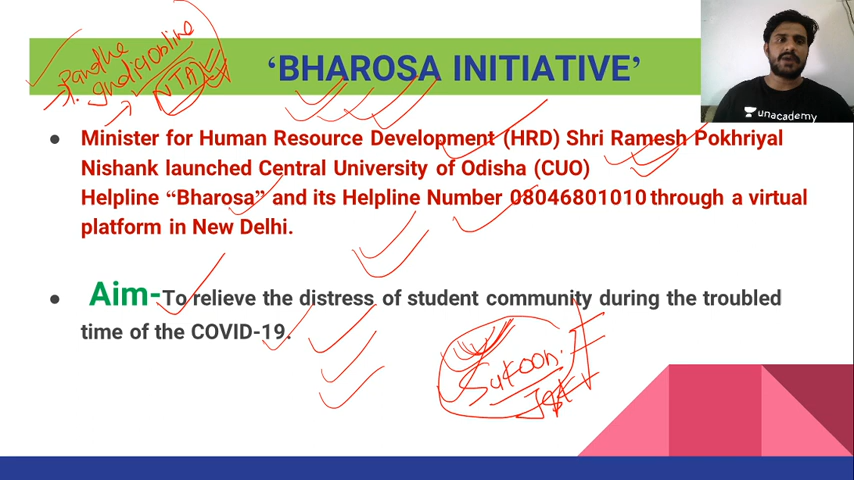 Pandhe
ghdiyOnline
NTA
'BHAROSA INITIATIVE'
unacademy
● Minister for Human Resource Development (HRD) Shri Ramesh Pokhriyal
Nishank launched Central University of Odisha (CUO)
Helpline “Bharosa” and its Helpline Number 08046801010 through a virtual
platform in New Delhi.
● Aim-To relieve the distress of student community during the troubled
time of the COVID-19.
Sukoon:
J&K